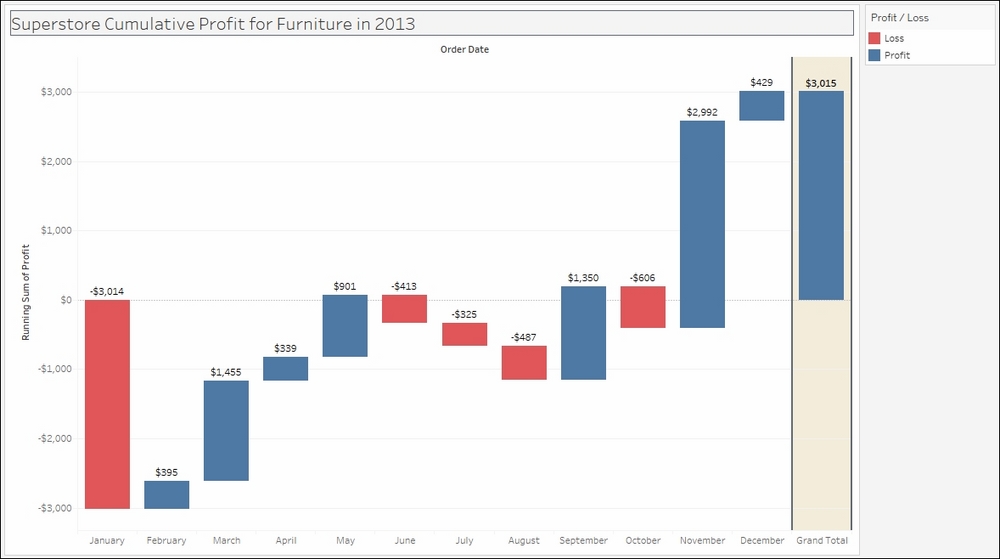 Superstore Cumulative Profit for Furniture in 2013
Profit / Loss
Loss
Profit
Order Date
Running Sum of Profit
$3,000
$2,000
$1,000
$0
-$1,000
-$2,000
-$3,000
-$3,014
$395
$1,455
$339
$901
-$413
-$325
-$487
$1,350
-$606
$2,992
$429
$3,015
January
February
March
April
May
June
July
August
September
October
November
December
Grand Total